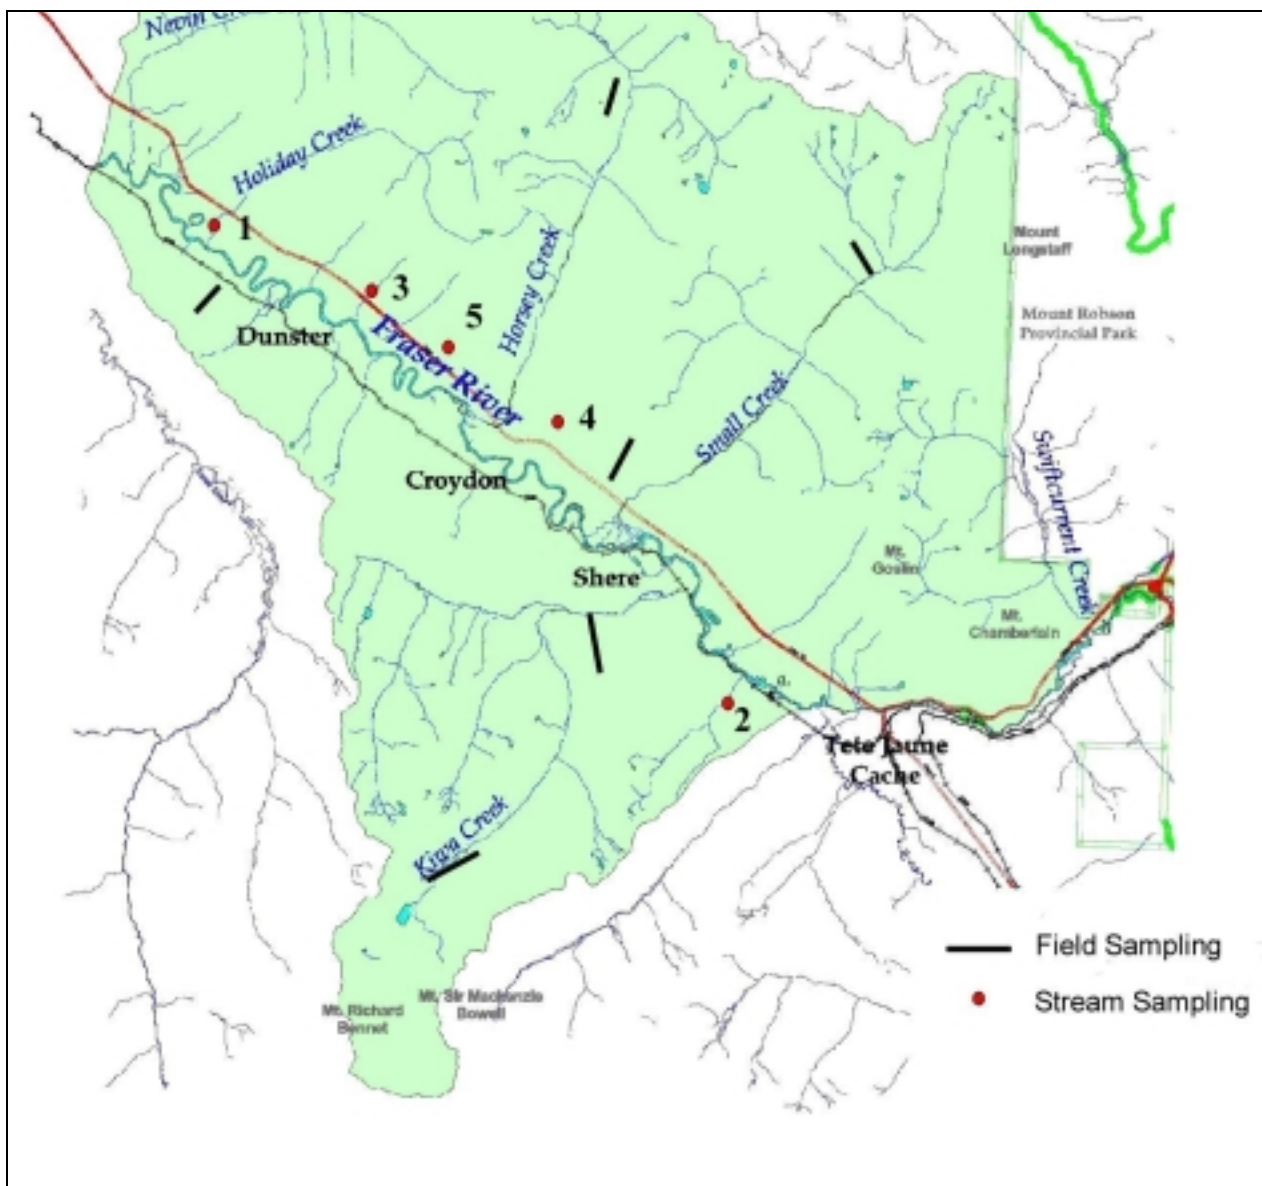 Nevin
Holiday Creek
1
Mount
Longstaff
3
Horsey Creek
Mount Robson
Provincial Park
5
Dunster
Fraser River
Small Creek
4
Swiftcurrent Creek
Croydon
Mt.
Goslin
Shere
Mt.
Chamberlain
a.
2
Tete Jaune
Cache
Kiwa Creek
Field Sampling
Stream Sampling
Mt. Richard
Bennet
Mt. Sir Mackenzie
Bowell